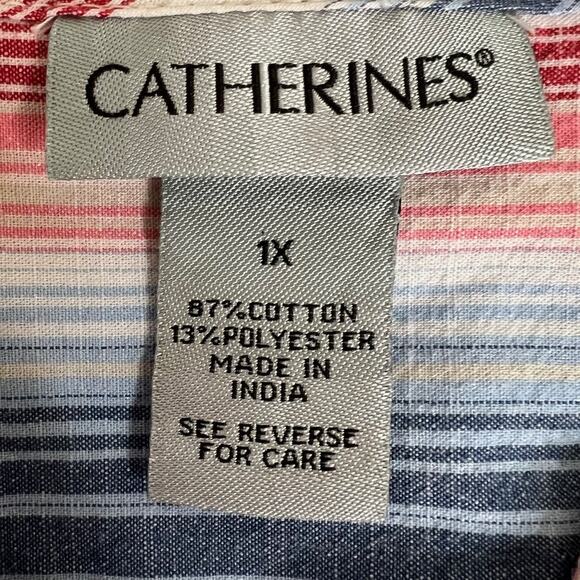 CATHERINES®
1X
87%COTTON
13%POLYESTER
MADE IN
INDIA
SEE REVERSE
FOR CARE